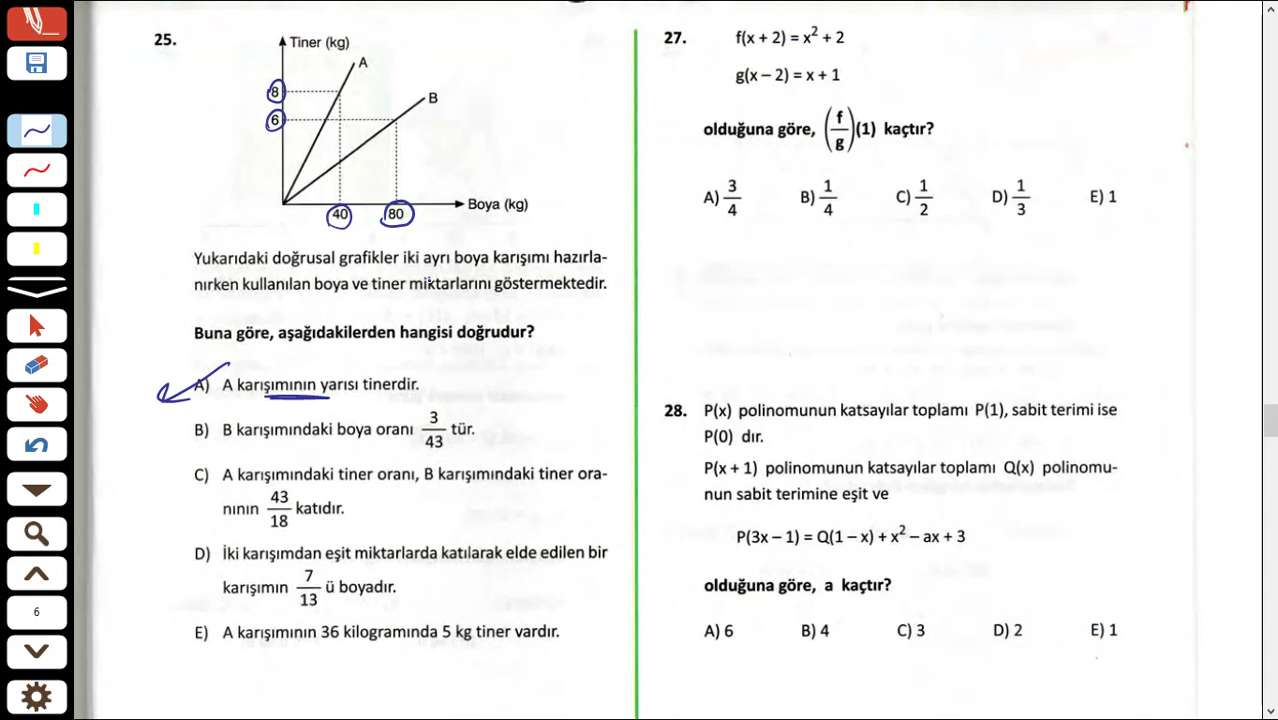 25.
Tiner (kg)
A
B
8
6
40
80
Boya (kg)
Yukarıdaki doğrusal grafikler iki ayrı boya karışımı hazırla-
nırken kullanılan boya ve tiner miktarlarını göstermektedir.
Buna göre, aşağıdakilerden hangisi doğrudur?
A) A karışımının yarısı tinerdir.
B) B karışımındaki boya oranı 3/43 tür.
C) A karışımındaki tiner oranı, B karışımındaki tiner ora-
nının 43/18 katıdır.
D) İki karışımdan eşit miktarlarda katılarak elde edilen bir
karışımın 7/13 ü boyadır.
E) A karışımının 36 kilogramında 5 kg tiner vardır.
27.
f(x + 2) = x² + 2
g(x – 2) = x + 1
olduğuna göre, (f/g)(1) kaçtır?
A) 3/4 B) 1/4 C) 1/2 D) 1/3 E) 1
28. P(x) polinomunun katsayılar toplamı P(1), sabit terimi ise
P(0) dır.
P(x + 1) polinomunun katsayılar toplamı Q(x) polinomu-
nun sabit terimine eşit ve
P(3x – 1) = Q(1 – x) + x² – ax + 3
olduğuna göre, a kaçtır?
A) 6 B) 4 C) 3 D) 2 E) 1
6